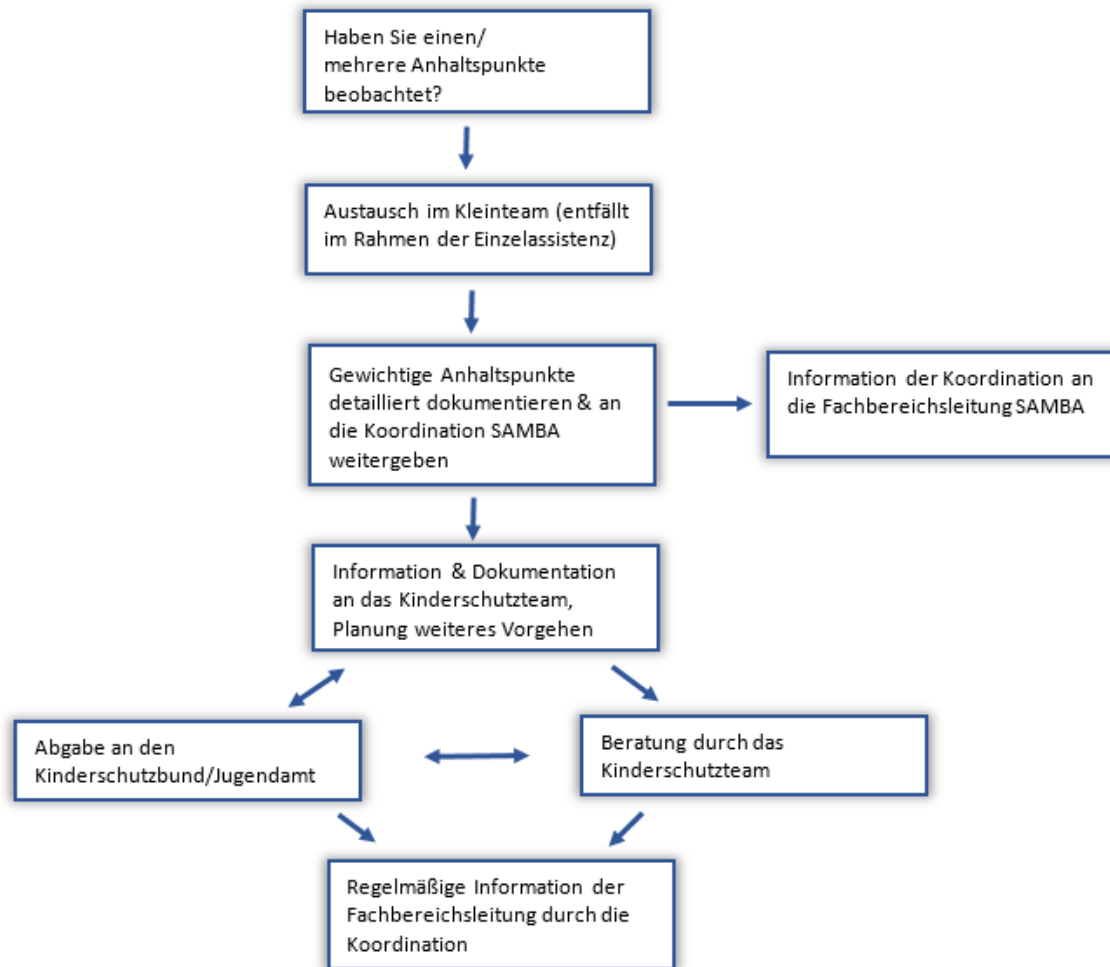 Haben Sie einen/
mehrere Anhaltspunkte
beobachtet?
Austausch im Kleinteam (entfällt
im Rahmen der Einzelassistenz)
Gewichtige Anhaltspunkte
detailliert dokumentieren & an
die Koordination SAMBA
weitergeben
Information der Koordination an
die Fachbereichsleitung SAMBA
Information & Dokumentation
an das Kinderschutzteam,
Planung weiteres Vorgehen
Abgabe an den
Kinderschutzbund/Jugendamt
Beratung durch das
Kinderschutzteam
Regelmäßige Information der
Fachbereichsleitung durch die
Koordination